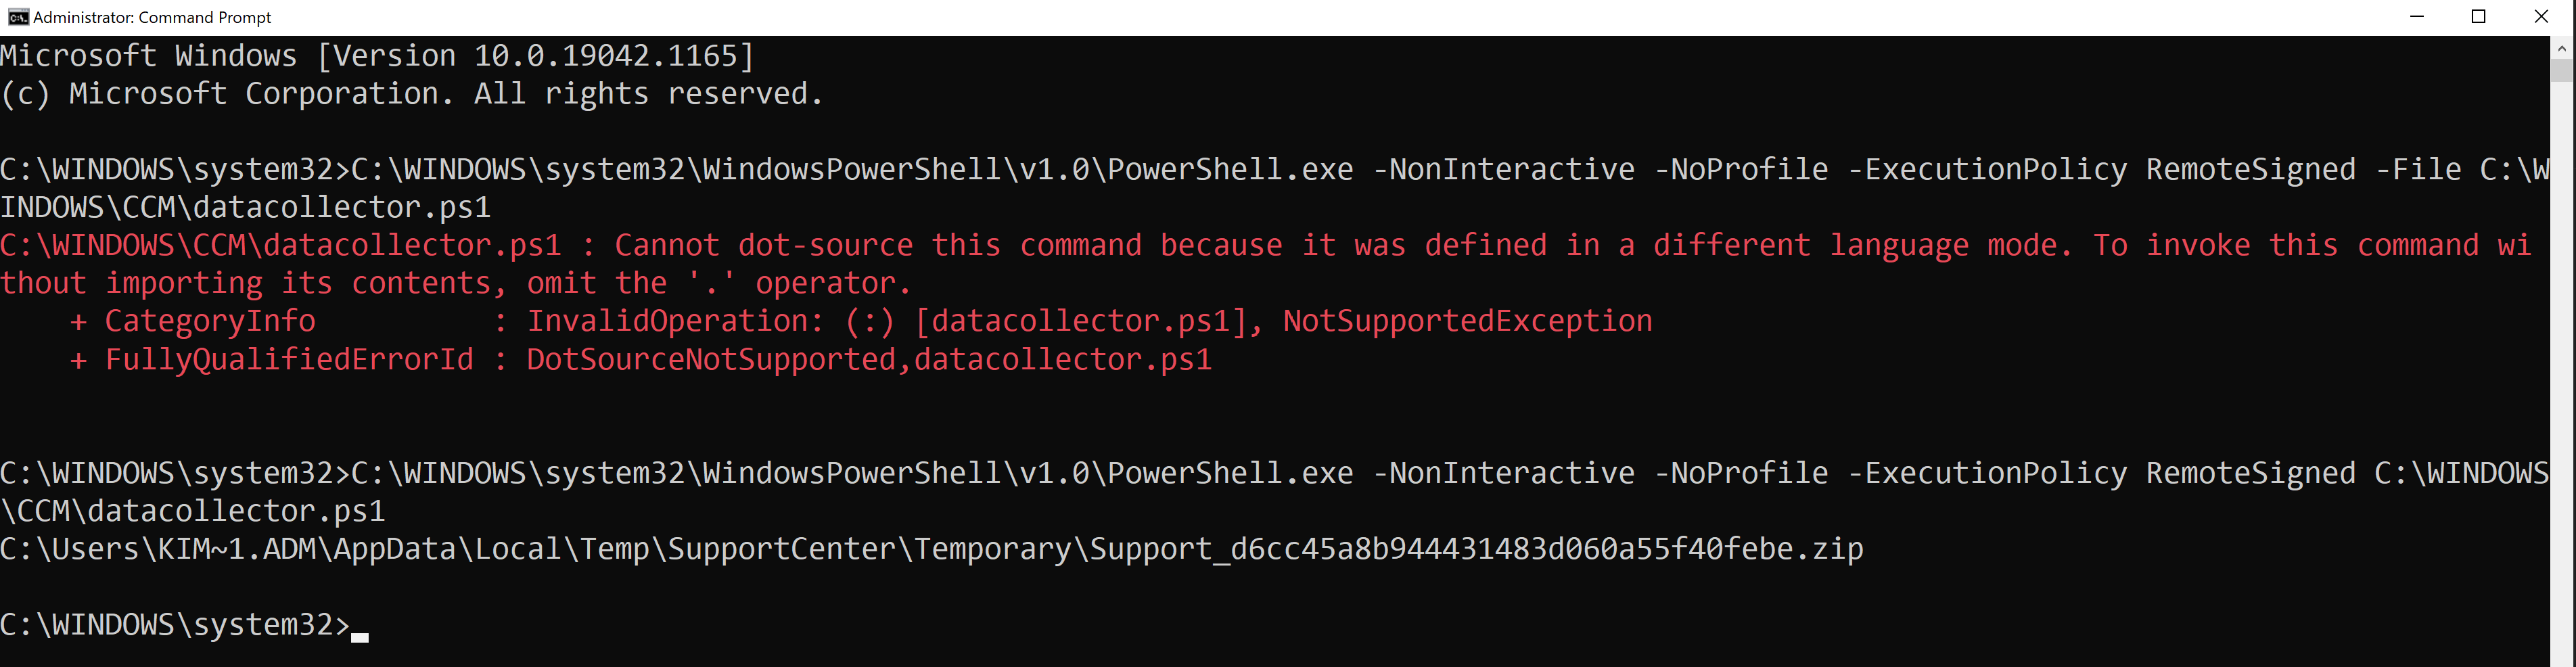 Administrator: Command Prompt
Microsoft Windows [Version 10.0.19042.1165]
(c) Microsoft Corporation. All rights reserved.
C:\WINDOWS\system32>C:\WINDOWS\system32\WindowsPowerShell\v1.0\PowerShell.exe -NonInteractive -NoProfile -ExecutionPolicy RemoteSigned -File C:\W
INDOWS\CCM\datacollector.ps1
C:\WINDOWS\CCM\datacollector.ps1 : Cannot dot-source this command because it was defined in a different language mode. To invoke this command wi
thout importing its contents, omit the '.' operator.
    + CategoryInfo          : InvalidOperation: (:) [datacollector.ps1], NotSupportedException
    + FullyQualifiedErrorId : DotSourceNotSupported,datacollector.ps1
C:\WINDOWS\system32>C:\WINDOWS\system32\WindowsPowerShell\v1.0\PowerShell.exe -NonInteractive -NoProfile -ExecutionPolicy RemoteSigned C:\WINDOWS
\CCM\datacollector.ps1
C:\Users\KIM~1.ADM\AppData\Local\Temp\SupportCenter\Temporary\Support_d6cc45a8b944431483d060a55f40febe.zip
C:\WINDOWS\system32>